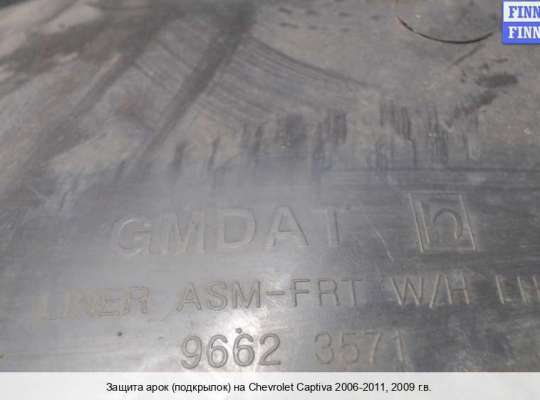 FINN
FINN
GMDAT
LINER ASM-FRT W/H LH
9662 3571
Защита арок (подкрылок) на Chevrolet Captiva 2006-2011, 2009 г.в.